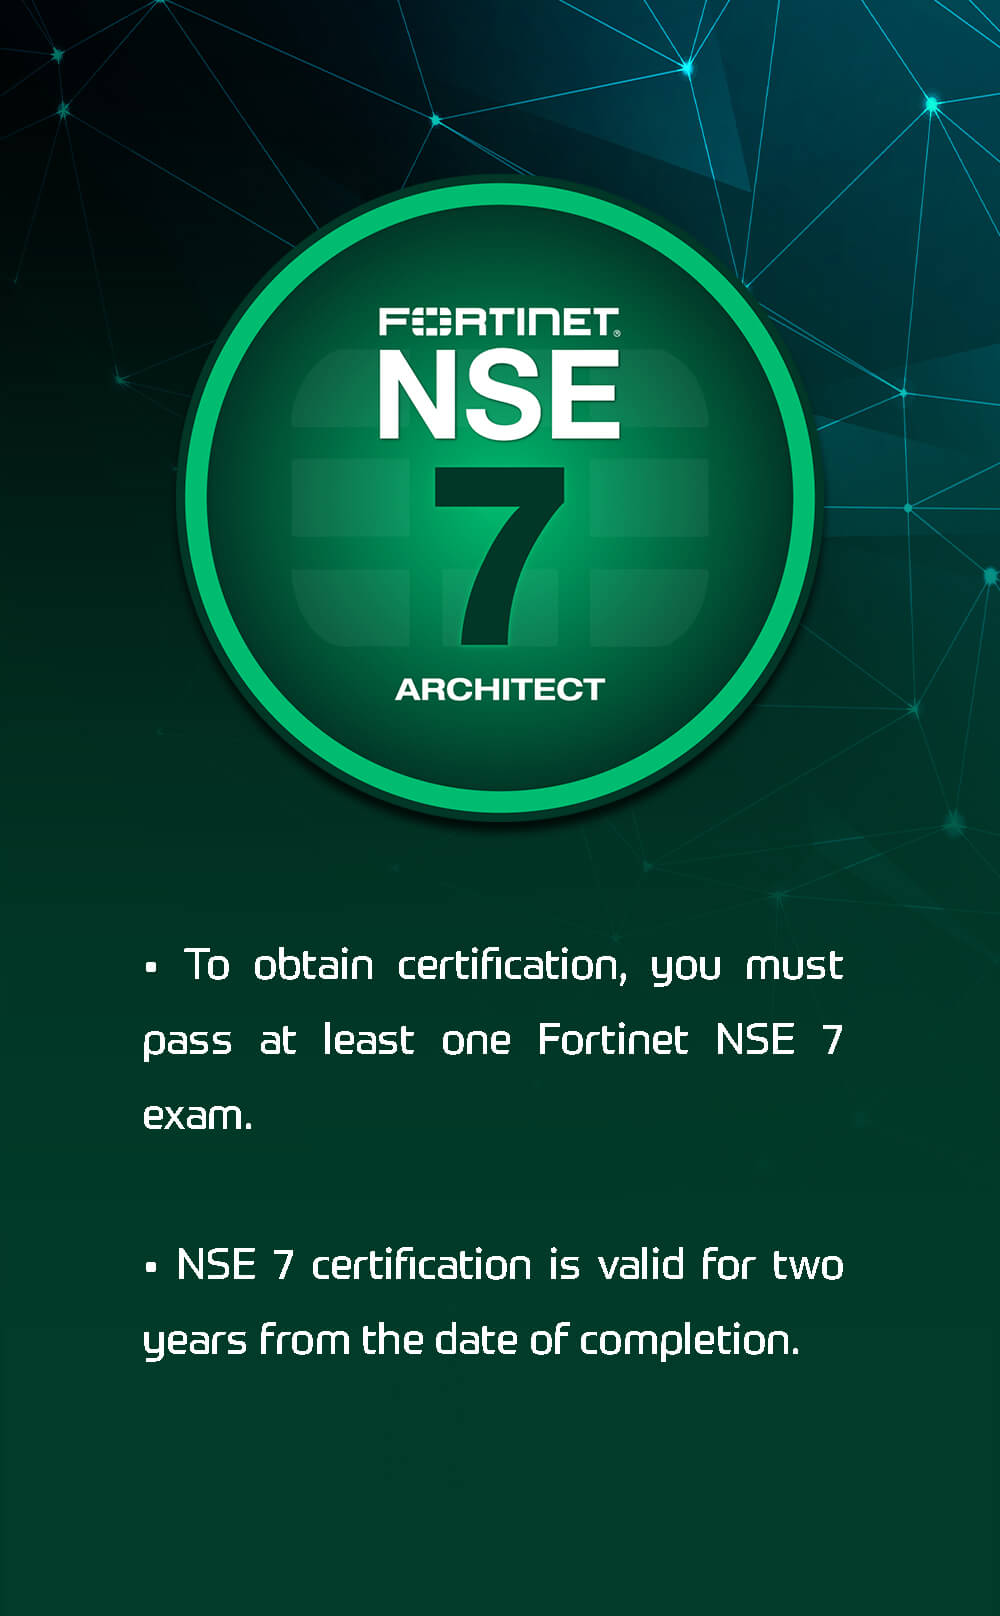 FORTINET®
NSE
7
ARCHITECT
▪ To obtain certification, you must
pass at least one Fortinet NSE 7
exam.
▪ NSE 7 certification is valid for two
years from the date of completion.